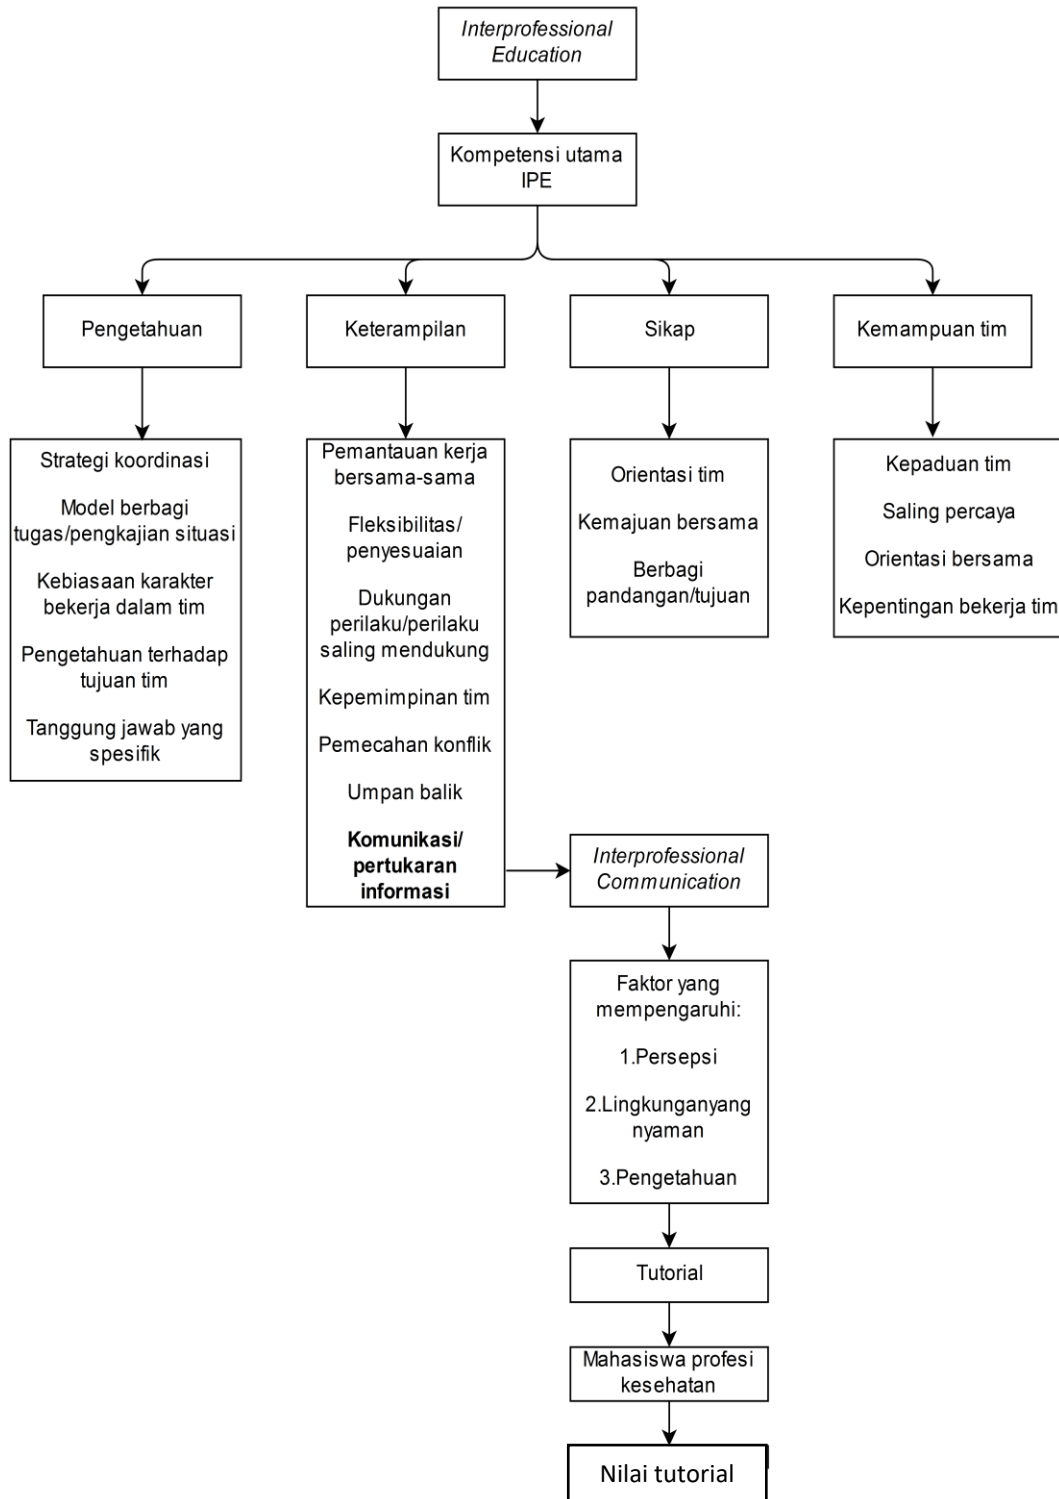 Interprofessional
Education
Kompetensi utama
IPE
Pengetahuan
Keterampilan
Sikap
Kemampuan tim
Strategi koordinasi
Model berbagi
tugas/pengkajian situasi
Kebiasaan karakter
bekerja dalam tim
Pengetahuan terhadap
tujuan tim
Tanggung jawab yang
spesifik
Pemantauan kerja
bersama-sama
Fleksibilitas/
penyesuaian
Dukungan
perilaku/perilaku
saling mendukung
Kepemimpinan tim
Pemecahan konflik
Umpan balik
Komunikasi/
pertukaran
informasi
Orientasi tim
Kemajuan bersama
Berbagi
pandangan/tujuan
Kepaduan tim
Saling percaya
Orientasi bersama
Kepentingan bekerja tim
Interprofessional
Communication
Faktor yang
mempengaruhi:
1.Persepsi
2.Lingkunganyang
nyaman
3.Pengetahuan
Tutorial
Mahasiswa profesi
kesehatan
Nilai tutorial